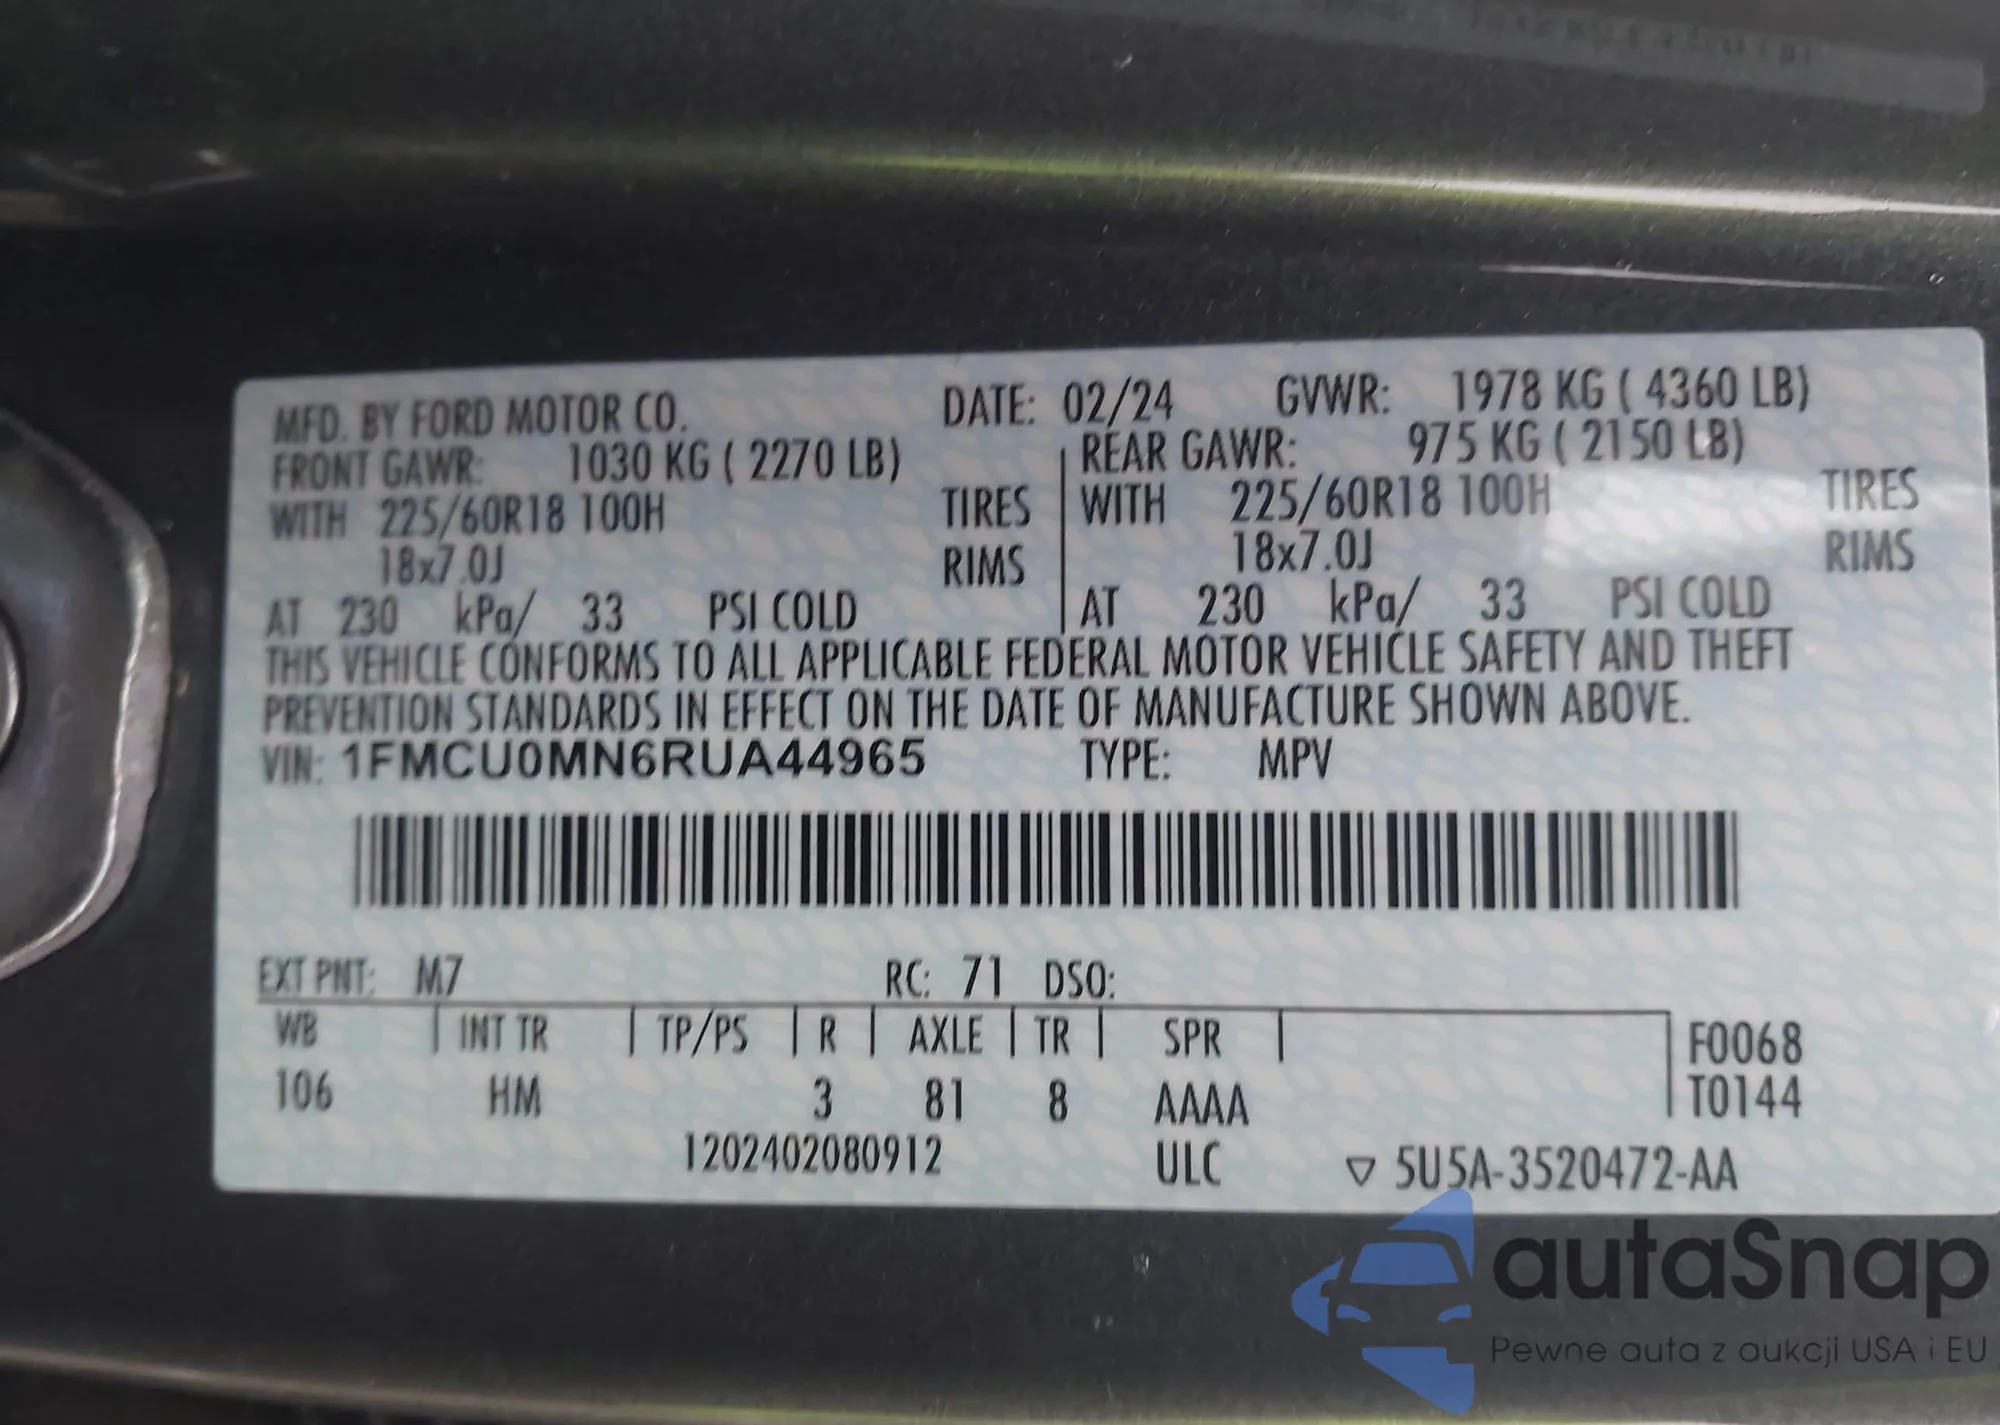 MFD. BY FORD MOTOR CO. DATE: 02/24 GVWR: 1978 KG ( 4360 LB)
FRONT GAWR: 1030 KG ( 2270 LB) REAR GAWR: 975 KG ( 2150 LB)
WITH 225/60R18 100H TIRES WITH 225/60R18 100H TIRES
18x7.0J RIMS 18x7.0J RIMS
AT 230 kPa/ 33 PSI COLD AT 230 kPa/ 33 PSI COLD
THIS VEHICLE CONFORMS TO ALL APPLICABLE FEDERAL MOTOR VEHICLE SAFETY AND THEFT
PREVENTION STANDARDS IN EFFECT ON THE DATE OF MANUFACTURE SHOWN ABOVE.
VIN: 1FMCU0MN6RUA44965 TYPE: MPV
EXT PNT: M7 RC: 71 DSO:
WB INT TR TP/PS R AXLE TR SPR F0068
106 HM 3 81 8 AAAA T0144
1202402080912 ULC ▽ 5U5A-3520472-AA
autaSnap
Pewne auta z aukcji USA i EU